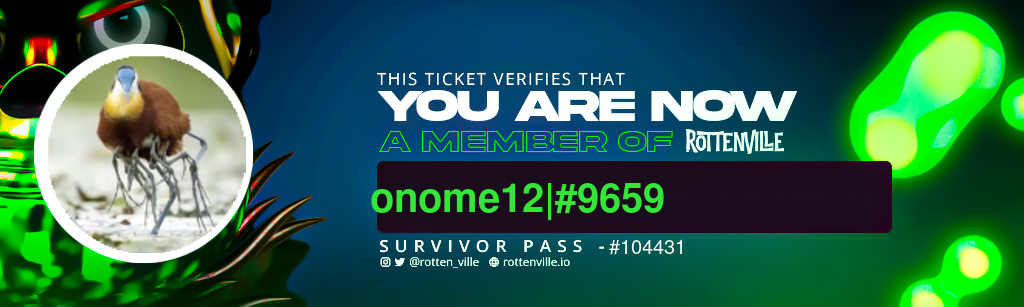 THIS TICKET VERIFIES THAT
YOU ARE NOW
A MEMBER OF ROTTENVILLE
onome12|#9659
SURVIVOR PASS - #104431
@rotten_ville rottenville.io